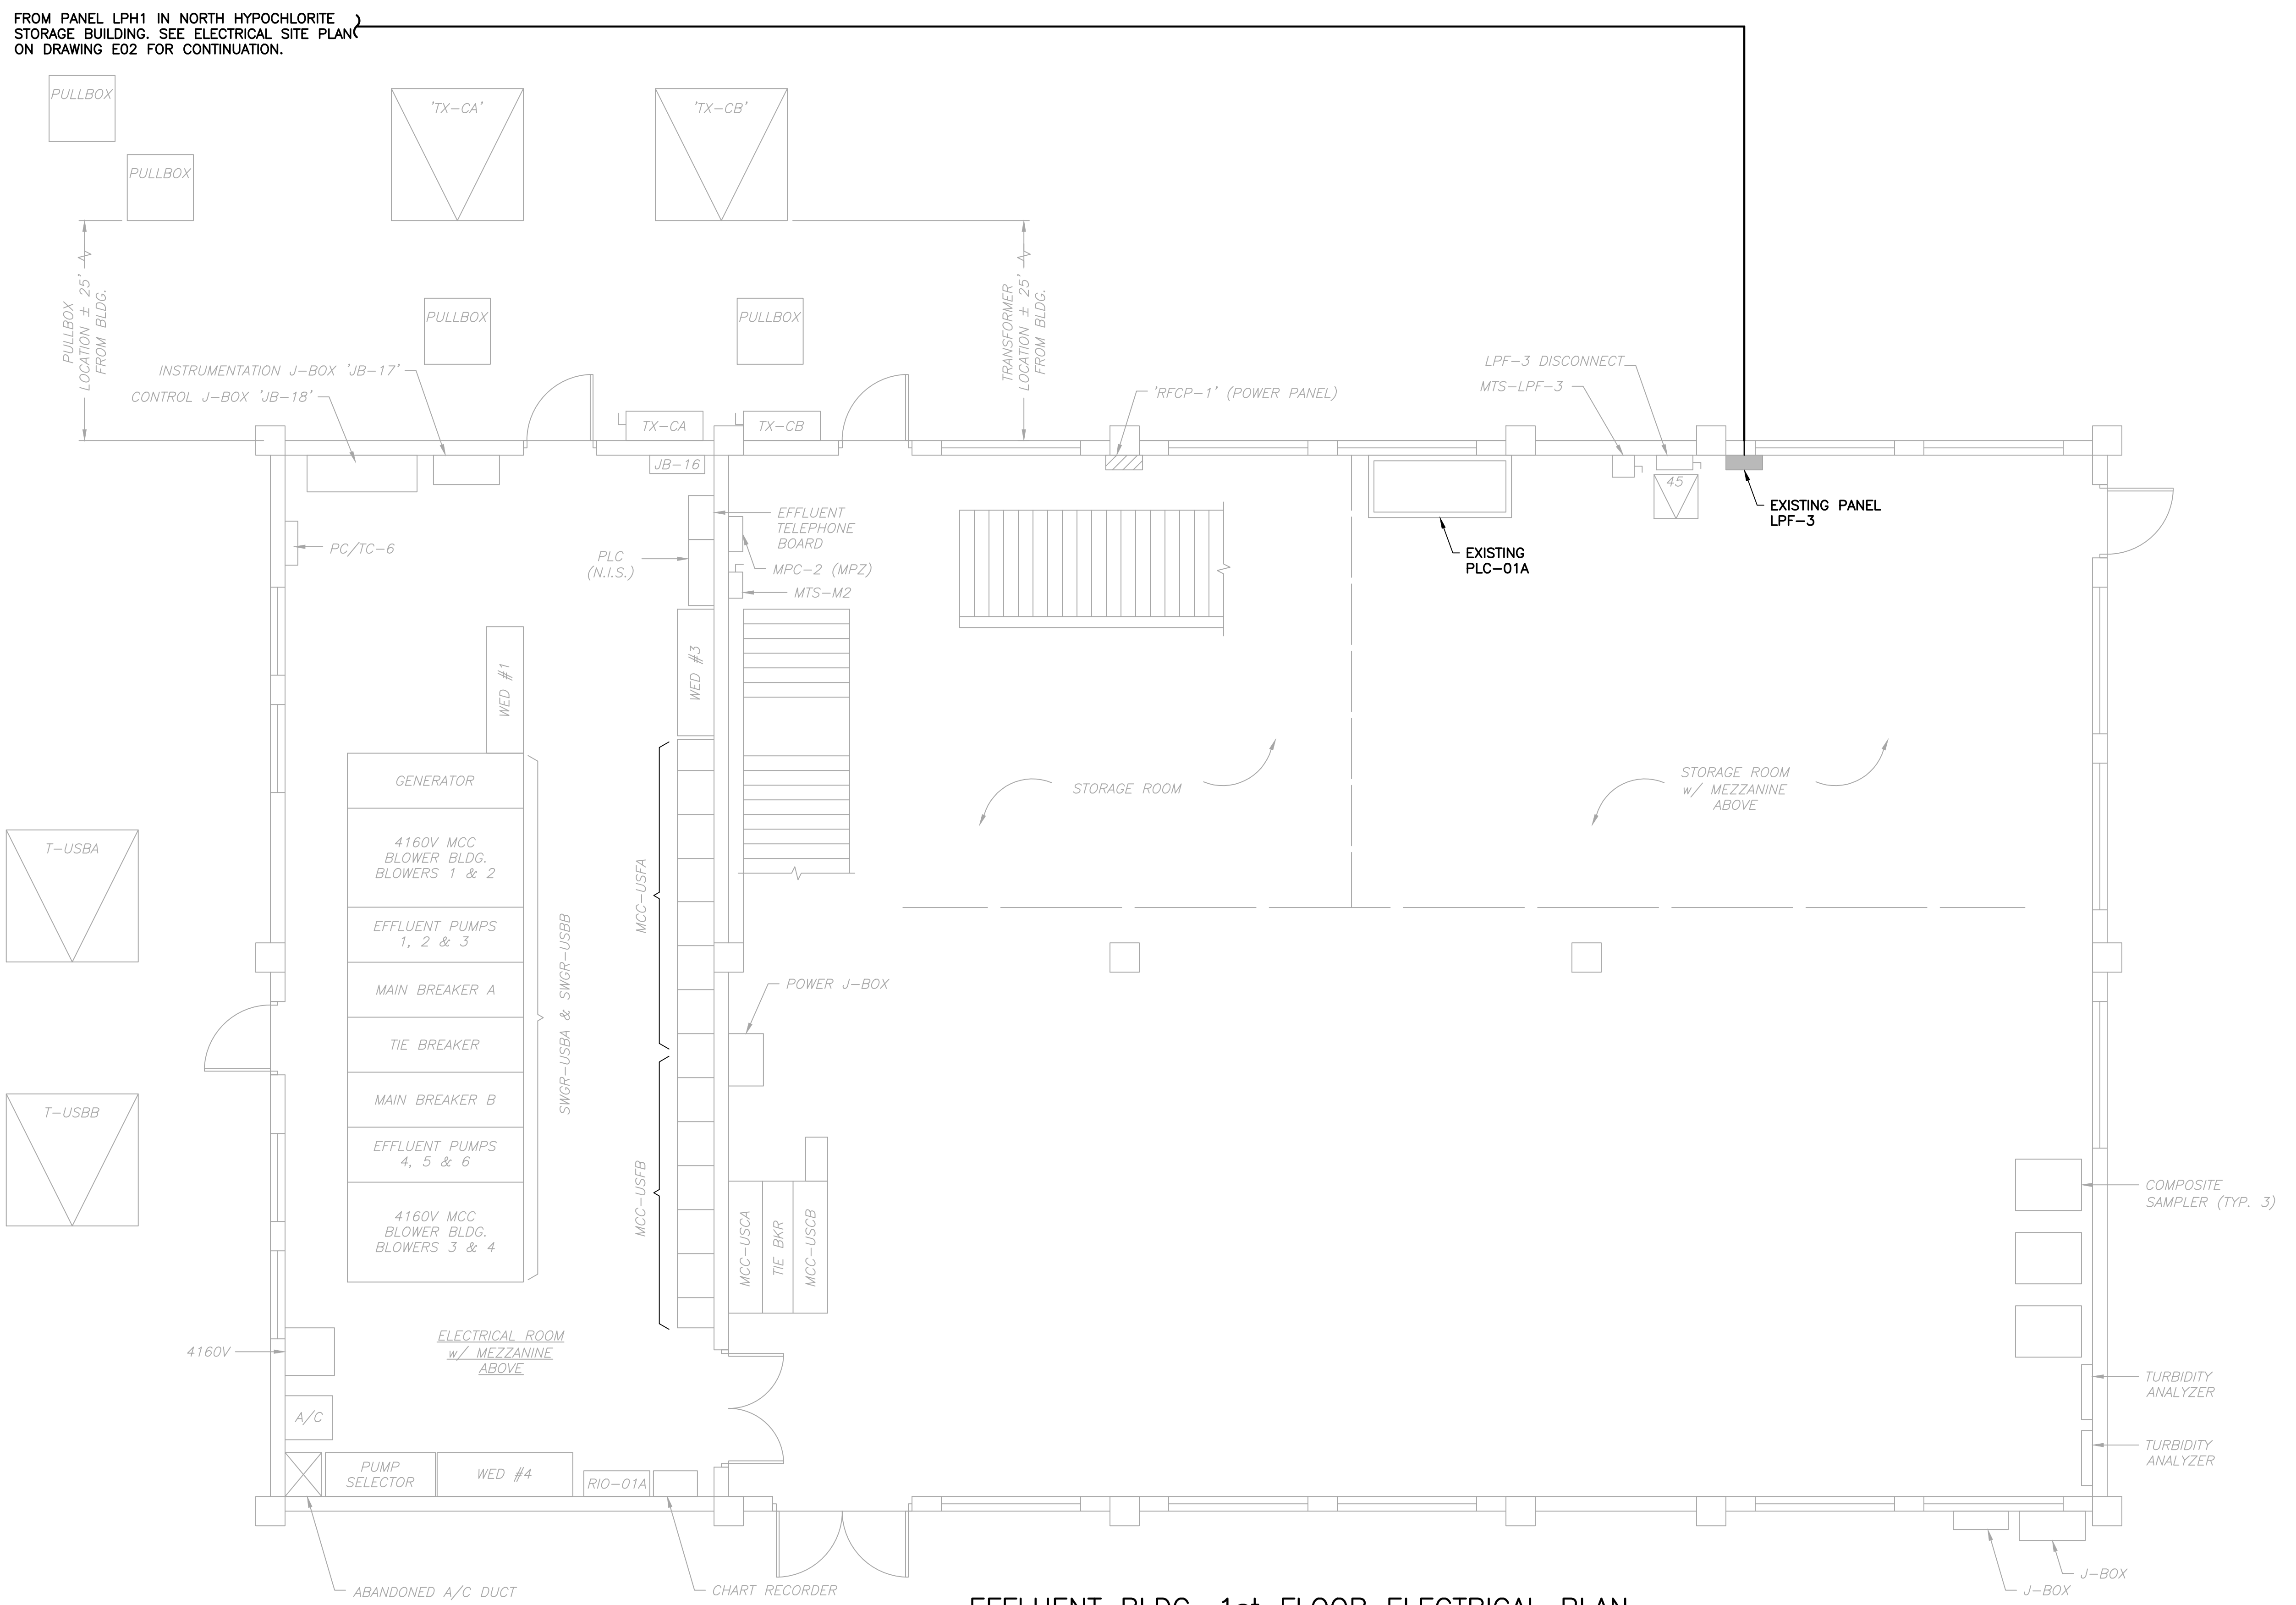 FROM PANEL LPH1 IN NORTH HYPOCHLORITE
STORAGE BUILDING. SEE ELECTRICAL SITE PLAN
ON DRAWING E02 FOR CONTINUATION.
PULLBOX
'TX-CA'
'TX-CB'
PULLBOX
PULLBOX
LOCATION ± 25'
FROM BLDG.
TRANSFORMER
LOCATION ± 25'
FROM BLDG.
PULLBOX
PULLBOX
INSTRUMENTATION J-BOX 'JB-17'
CONTROL J-BOX 'JB-18'
LPF-3 DISCONNECT
MTS-LPF-3
'RFCP-1' (POWER PANEL)
TX-CA
TX-CB
JB-16
45
EXISTING PANEL
LPF-3
EFFLUENT
TELEPHONE
BOARD
PC/TC-6
PLC
(N.I.S.)
MPC-2 (MPZ)
MTS-M2
EXISTING
PLC-01A
WED #1
WED #3
GENERATOR
STORAGE ROOM
STORAGE ROOM
w/ MEZZANINE
ABOVE
T-USBA
4160V MCC
BLOWER BLDG.
BLOWERS 1 & 2
MCC-USFA
EFFLUENT PUMPS
1, 2 & 3
SWGR-USBA & SWGR-USBB
MAIN BREAKER A
POWER J-BOX
TIE BREAKER
T-USBB
MAIN BREAKER B
EFFLUENT PUMPS
4, 5 & 6
MCC-USFB
4160V MCC
BLOWER BLDG.
BLOWERS 3 & 4
MCC-USCA
TIE BKR
MCC-USCB
COMPOSITE
SAMPLER (TYP. 3)
ELECTRICAL ROOM
w/ MEZZANINE
ABOVE
4160V
TURBIDITY
ANALYZER
A/C
TURBIDITY
ANALYZER
PUMP
SELECTOR
WED #4
RIO-01A
ABANDONED A/C DUCT
CHART RECORDER
J-BOX
J-BOX
EFFLUENT BLDG. 1st FLOOR ELECTRICAL PLAN